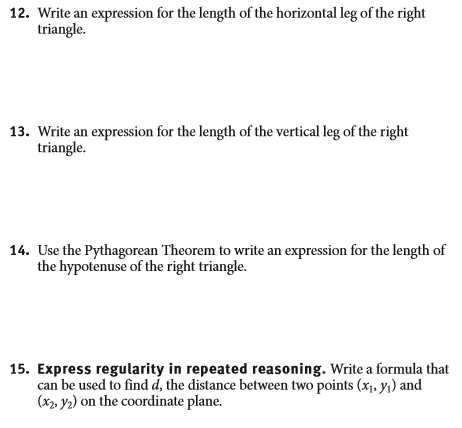 12. Write an expression for the length of the horizontal leg of the right
triangle.
13. Write an expression for the length of the vertical leg of the right
triangle.
14. Use the Pythagorean Theorem to write an expression for the length of
the hypotenuse of the right triangle.
15. Express regularity in repeated reasoning. Write a formula that
can be used to find d, the distance between two points (x₁, y₁) and
(x₂, y₂) on the coordinate plane.